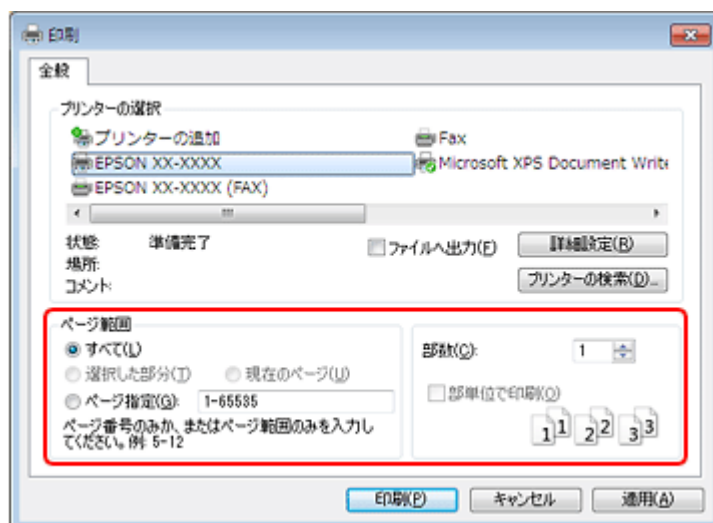 印刷
全般
プリンターの選択
プリンターの追加
Fax
EPSON XX-XXXX
Microsoft XPS Document Write
EPSON XX-XXXX (FAX)
状態: 準備完了
ファイルへ出力(F)
詳細設定(R)
場所:
コメント:
プリンターの検索(D)...
ページ範囲
すべて(L)
選択した部分(T)
現在のページ(U)
ページ指定(G): 1-65535
ページ番号のみか、またはページ範囲のみを入力し
てください。例: 5-12
部数(C): 1
部単位で印刷(O)
11 22 33
印刷(P)
キャンセル
適用(A)